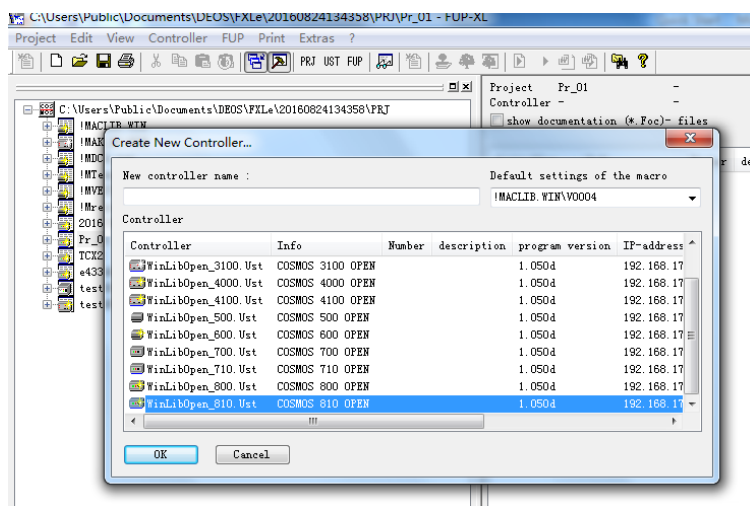 C:\Users\Public\Documents\DEOS\FXLe\20160824134358\PRJ\Pr_01 - FUP-XL
Project Edit View Controller FUP Print Extras ?
PRJ UST FUP
Project Pr_01 -
Controller - -
show documentation (*.Foc)- files
C:\Users\Public\Documents\DEOS\FXLe\20160824134358\PRJ
!MACLIB.WIN
!MAK
!MDC
!MTe
!MVE
!Mre
2016
Pr_0
TCX2
e433
test
test
Create New Controller...
New controller name :
Default settings of the macro
!MACLIB.WIN\V0004
Controller
Controller Info Number description program version IP-address
WinLibOpen_3100.Ust COSMOS 3100 OPEN 1.050d 192.168.17
WinLibOpen_4000.Ust COSMOS 4000 OPEN 1.050d 192.168.17
WinLibOpen_4100.Ust COSMOS 4100 OPEN 1.050d 192.168.17
WinLibOpen_500.Ust COSMOS 500 OPEN 1.050d 192.168.17
WinLibOpen_600.Ust COSMOS 600 OPEN 1.050d 192.168.17
WinLibOpen_700.Ust COSMOS 700 OPEN 1.050d 192.168.17
WinLibOpen_710.Ust COSMOS 710 OPEN 1.050d 192.168.17
WinLibOpen_800.Ust COSMOS 800 OPEN 1.050d 192.168.17
WinLibOpen_810.Ust COSMOS 810 OPEN 1.050d 192.168.17
OK Cancel